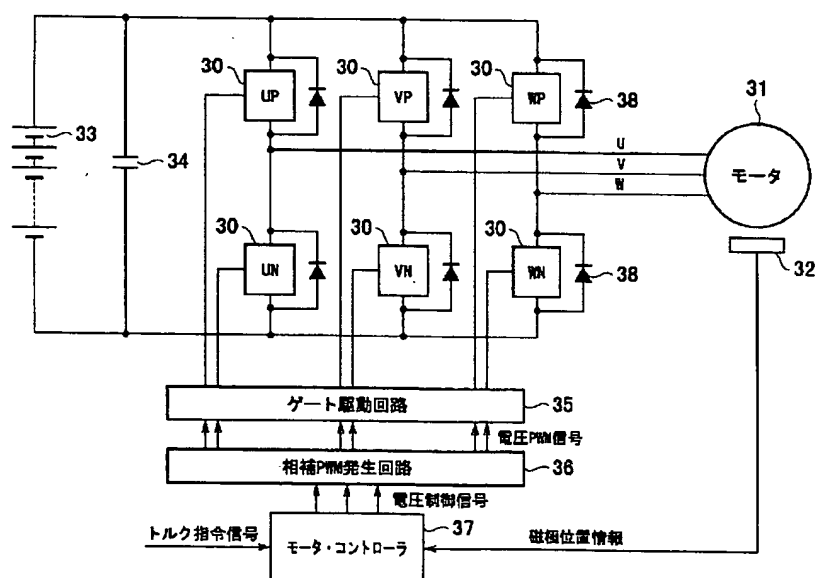 30
30
30
31
UP
VP
WP
38
33
34
U
V
W
モータ
30
30
30
UN
VN
WN
38
32
ゲート駆動回路
35
電圧PWM信号
相補PWM発生回路
36
電圧制御信号
37
トルク指令信号
モータ・コントローラ
磁極位置情報